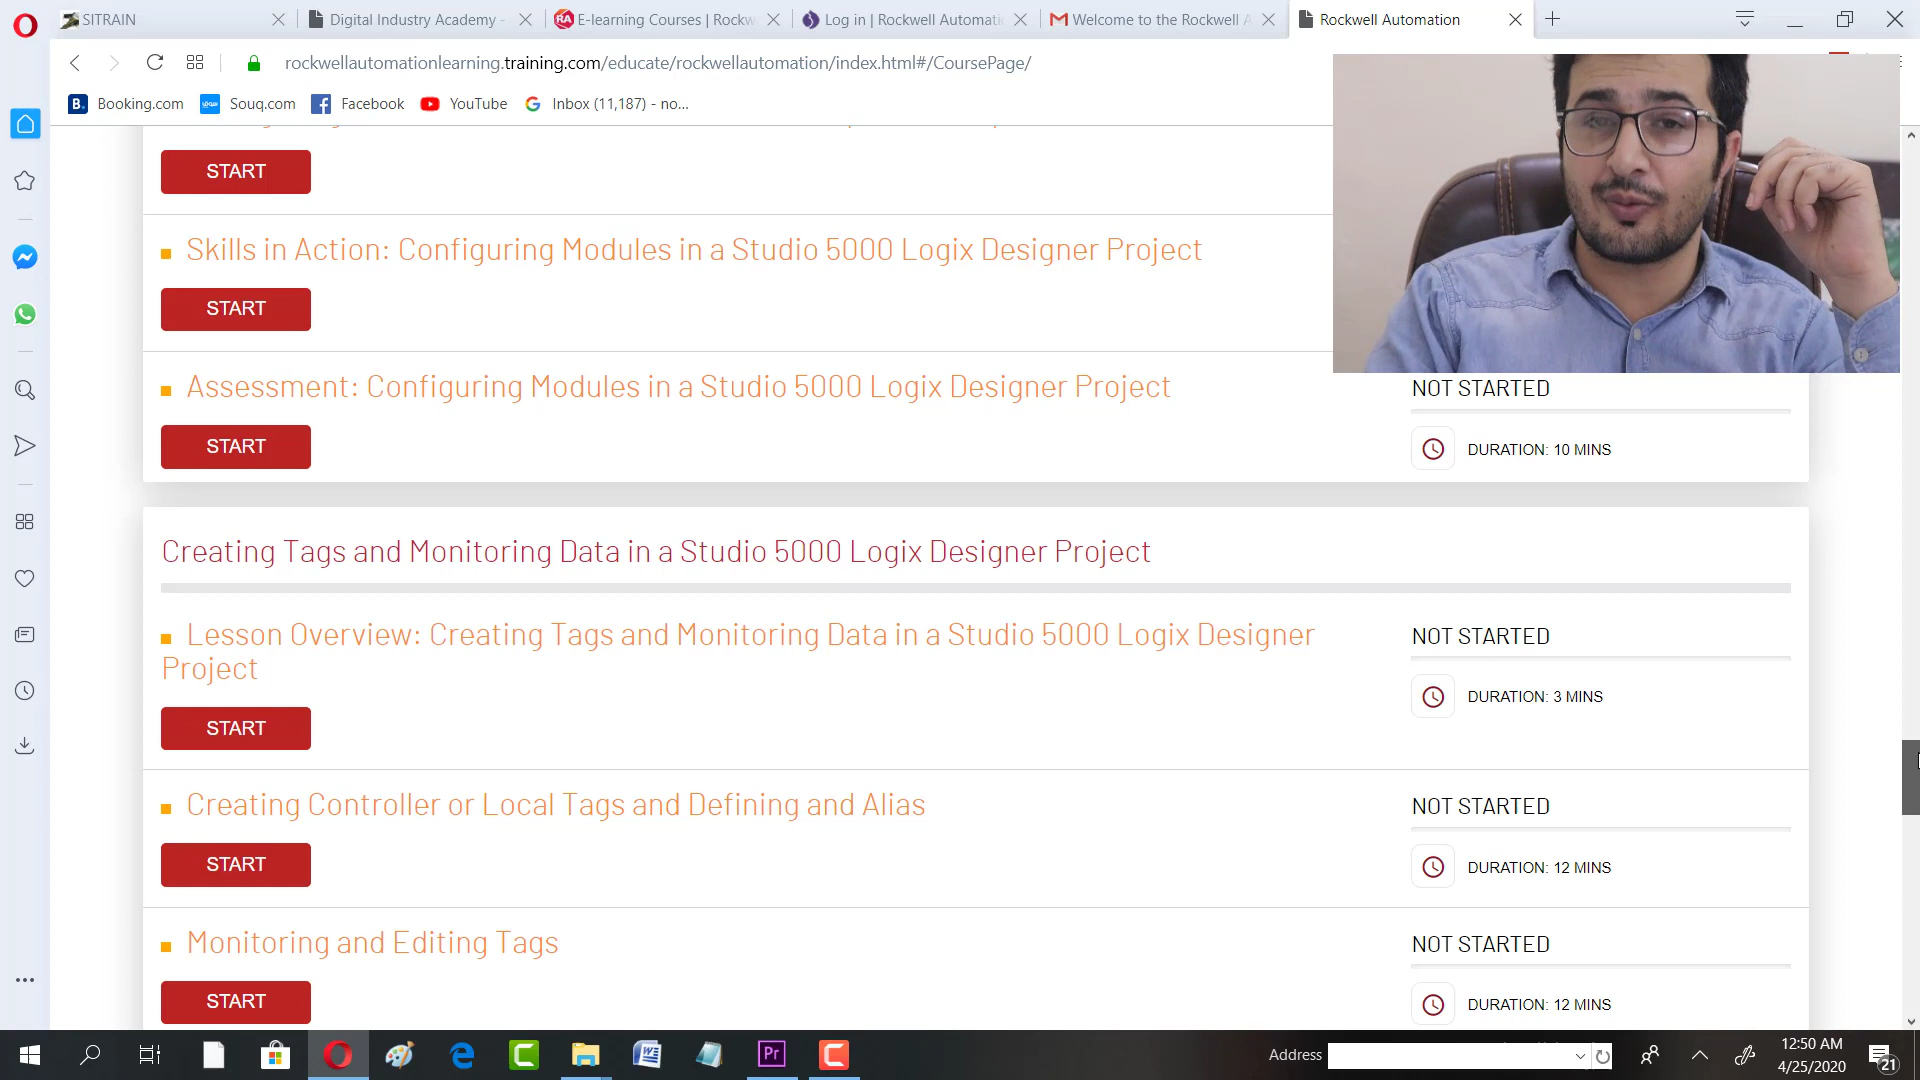 SITRAIN
Digital Industry Academy -
E-learning Courses | Rockw
Log in | Rockwell Automati
Welcome to the Rockwell A
Rockwell Automation
rockwellautomationlearning.training.com/educate/rockwellautomation/index.html#/CoursePage/
Booking.com
Souq.com
Facebook
YouTube
Inbox (11,187) - no...
START
Skills in Action: Configuring Modules in a Studio 5000 Logix Designer Project
START
Assessment: Configuring Modules in a Studio 5000 Logix Designer Project
NOT STARTED
START
DURATION: 10 MINS
Creating Tags and Monitoring Data in a Studio 5000 Logix Designer Project
Lesson Overview: Creating Tags and Monitoring Data in a Studio 5000 Logix Designer
Project
NOT STARTED
DURATION: 3 MINS
START
Creating Controller or Local Tags and Defining and Alias
NOT STARTED
START
DURATION: 12 MINS
Monitoring and Editing Tags
NOT STARTED
START
DURATION: 12 MINS
Address
12:50 AM
4/25/2020
21